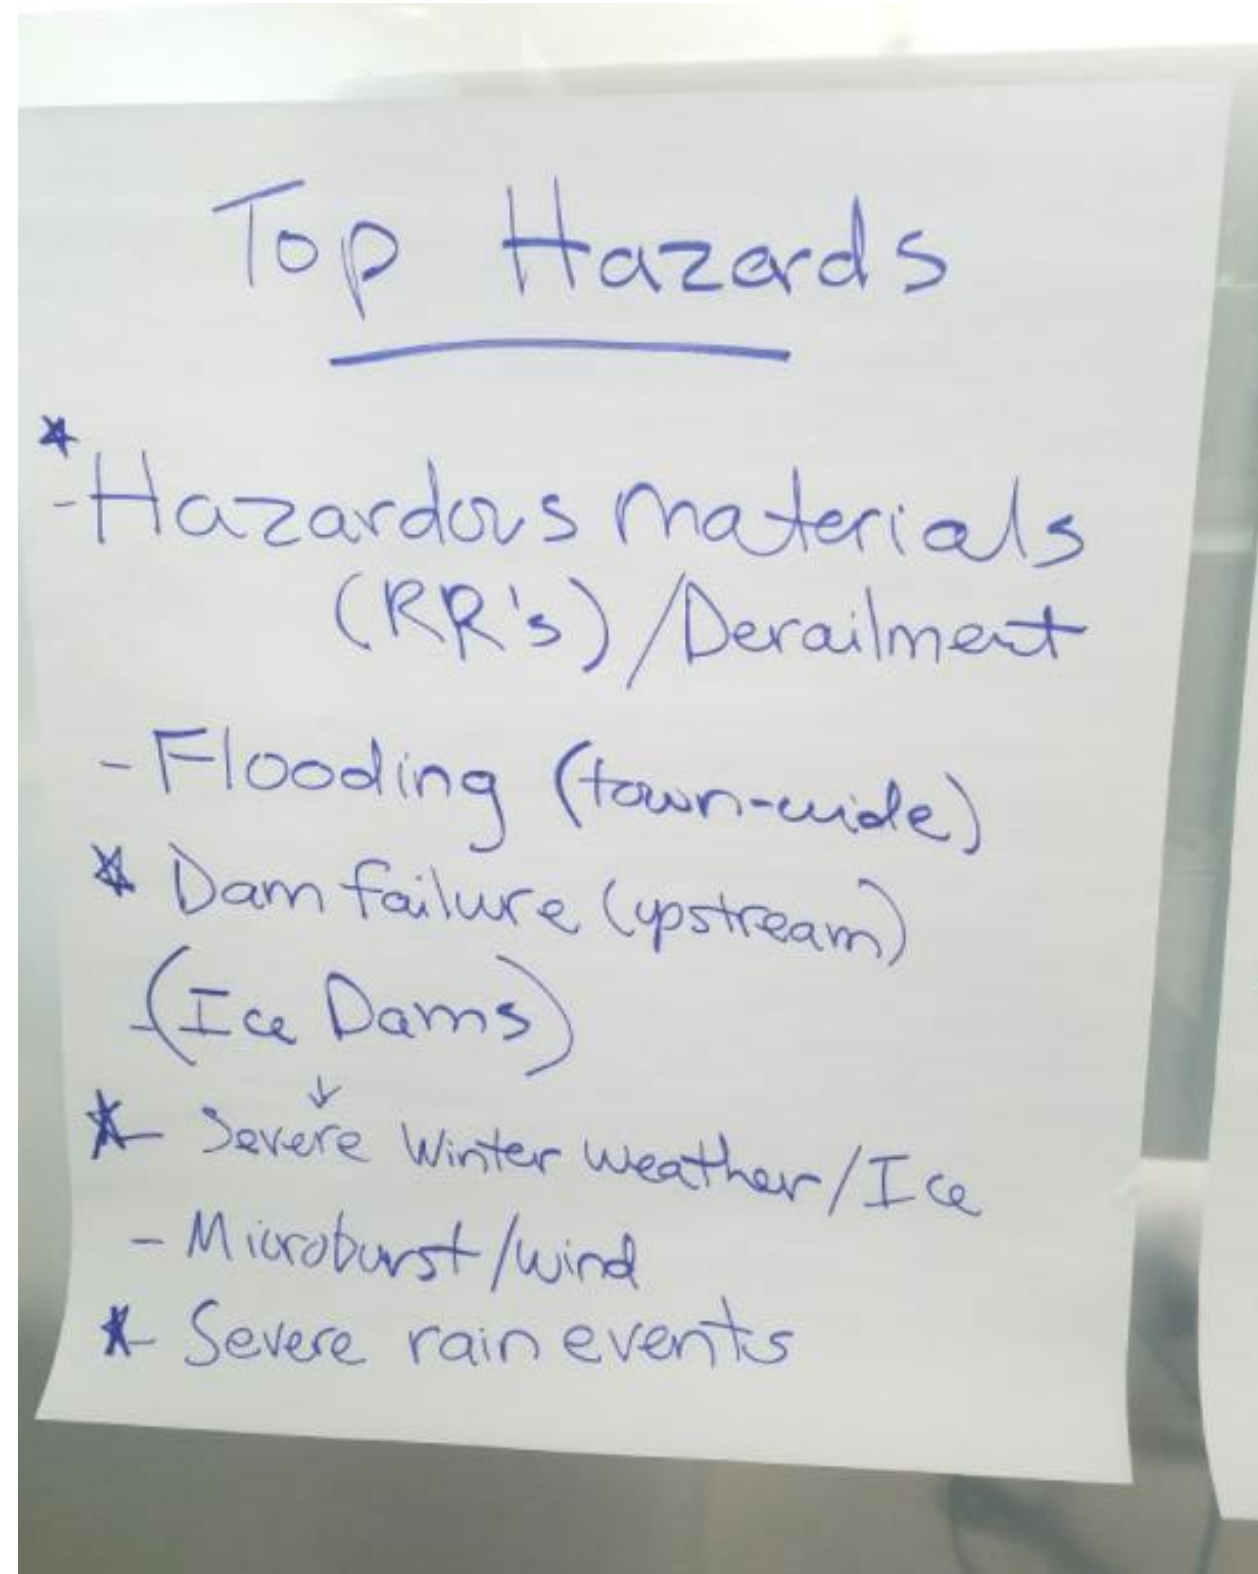 Top Hazards
* - Hazardous Materials
(RR's) / Derailment
- Flooding (town-wide)
* Dam failure (upstream)
- (Ice Dams)
↓
* - Severe Winter Weather / Ice
- Microburst / wind
* - Severe rain events